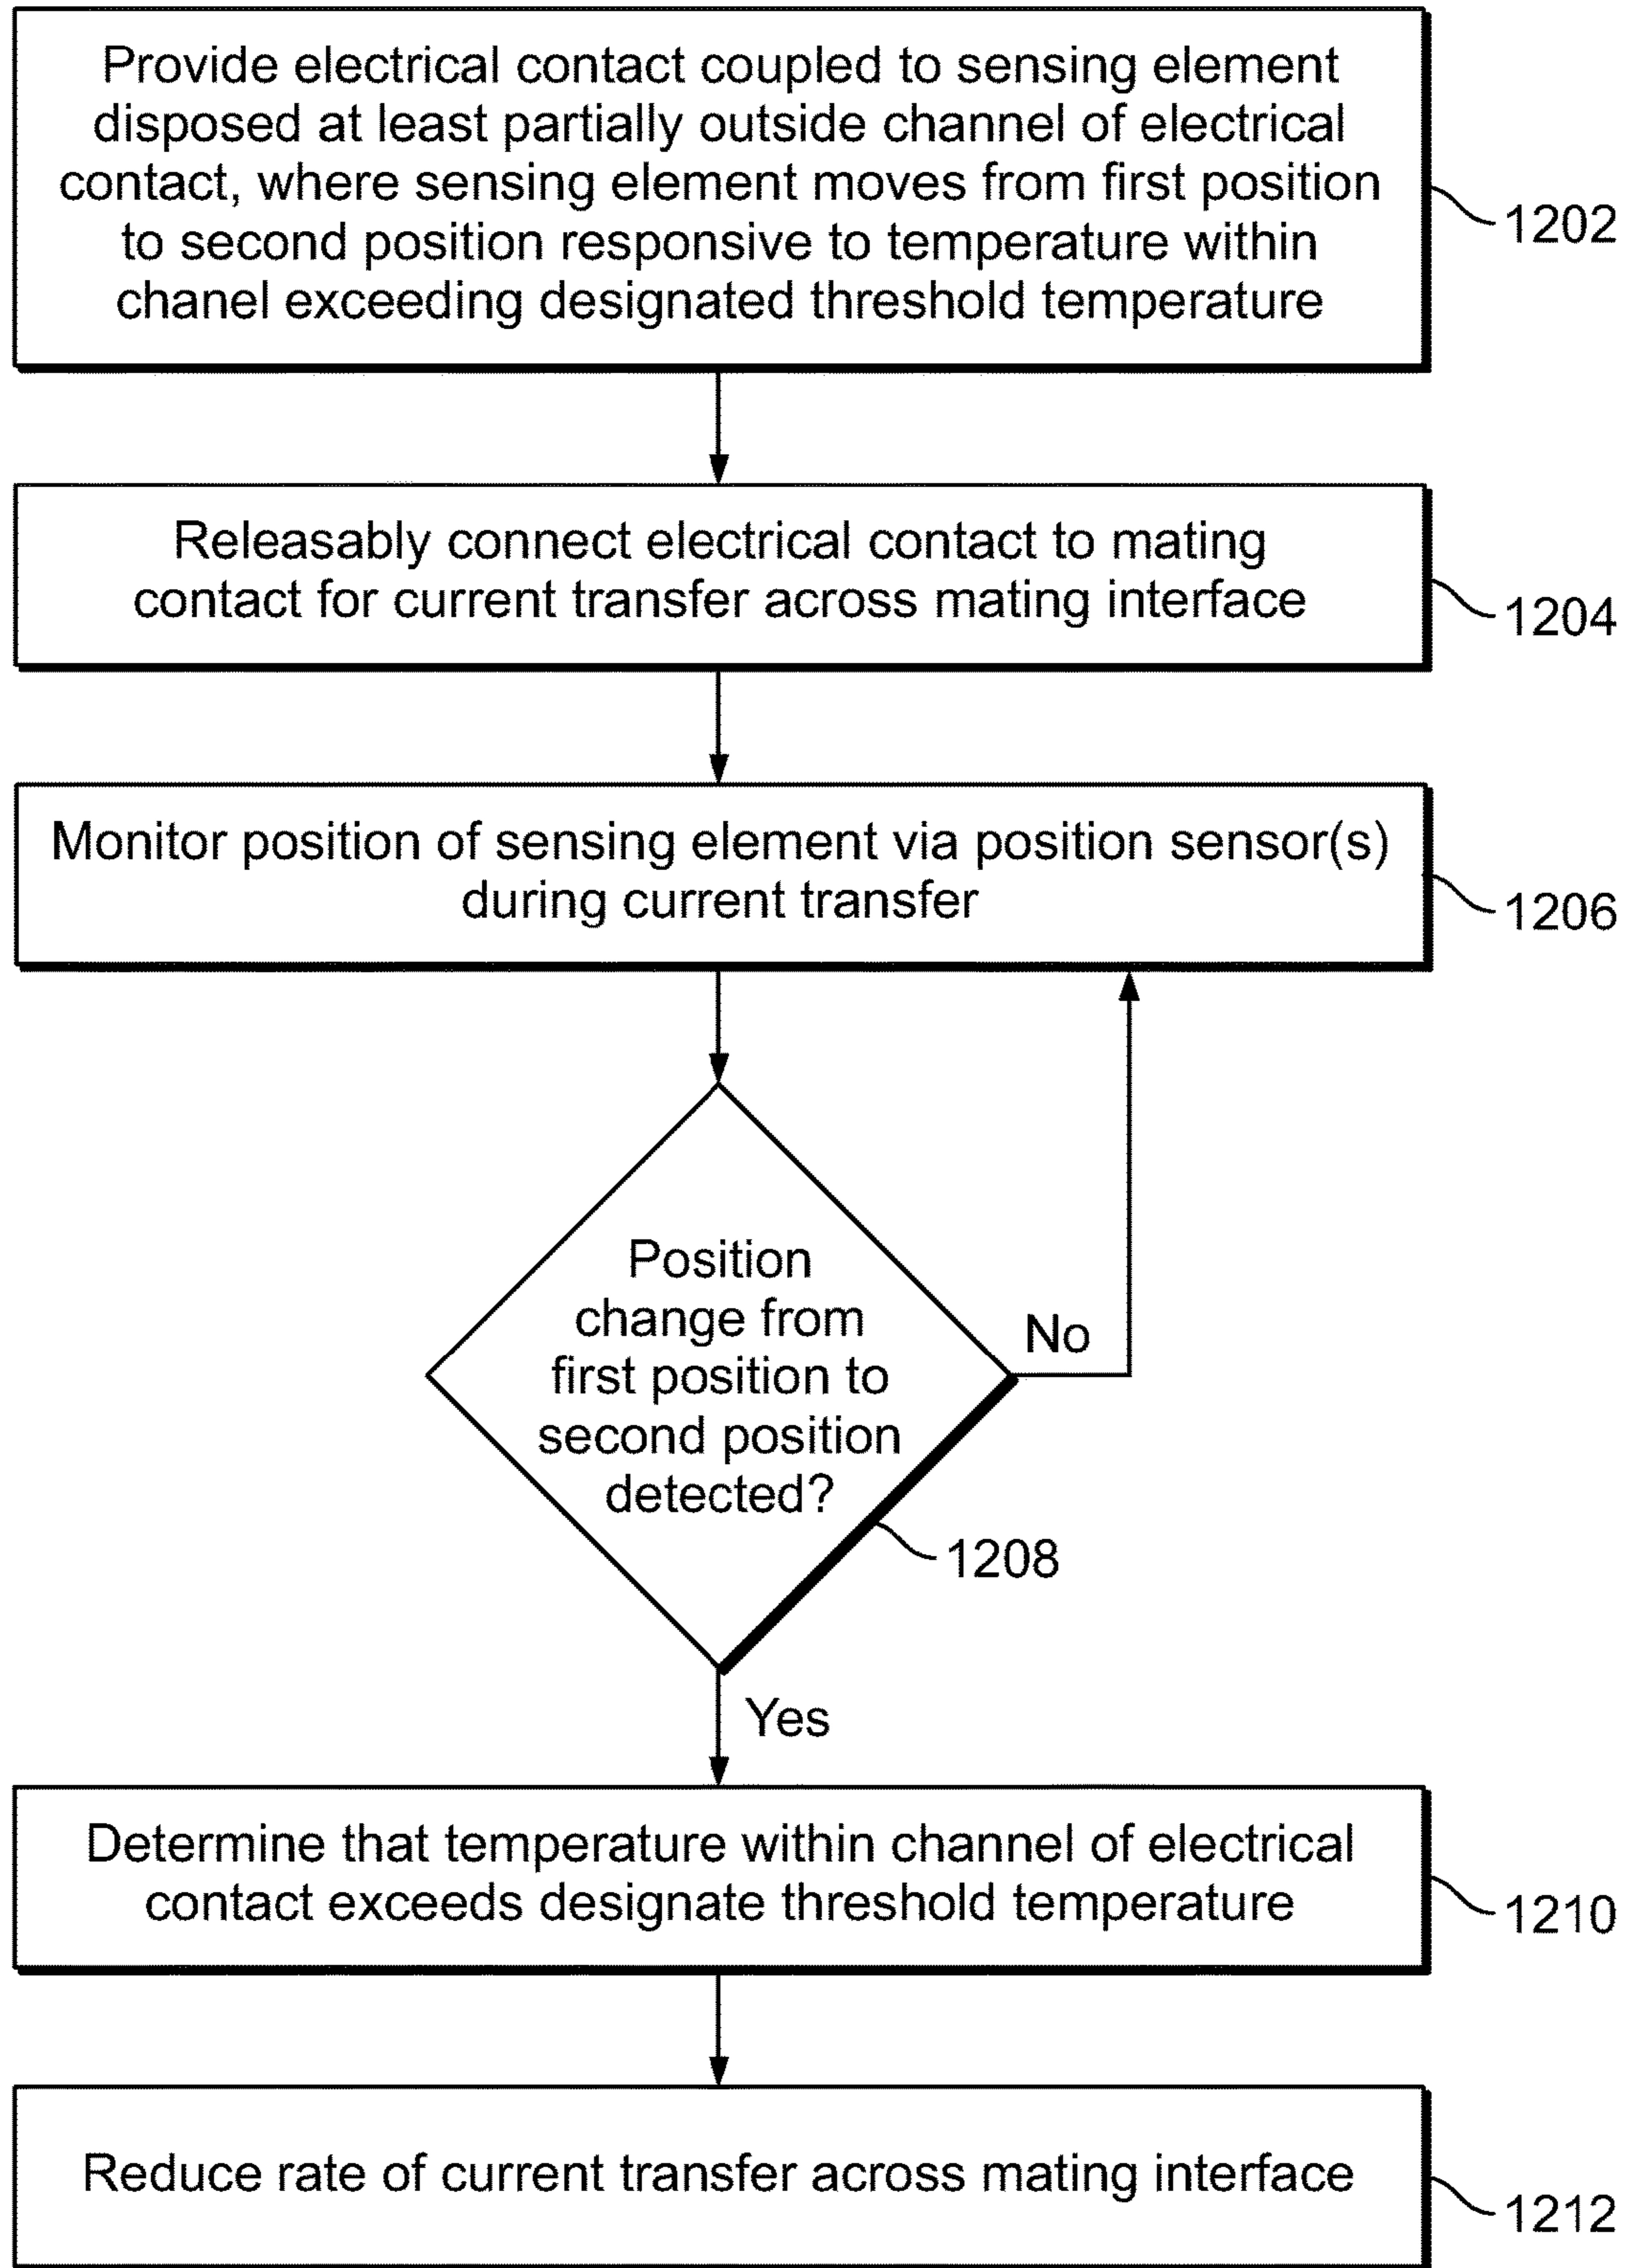 Provide electrical contact coupled to sensing element
disposed at least partially outside channel of electrical
contact, where sensing element moves from first position
to second position responsive to temperature within
chanel exceeding designated threshold temperature
1202
Releasably connect electrical contact to mating
contact for current transfer across mating interface
1204
Monitor position of sensing element via position sensor(s)
during current transfer
1206
Position
change from
first position to
second position
detected?
No
1208
Yes
Determine that temperature within channel of electrical
contact exceeds designate threshold temperature
1210
Reduce rate of current transfer across mating interface
1212